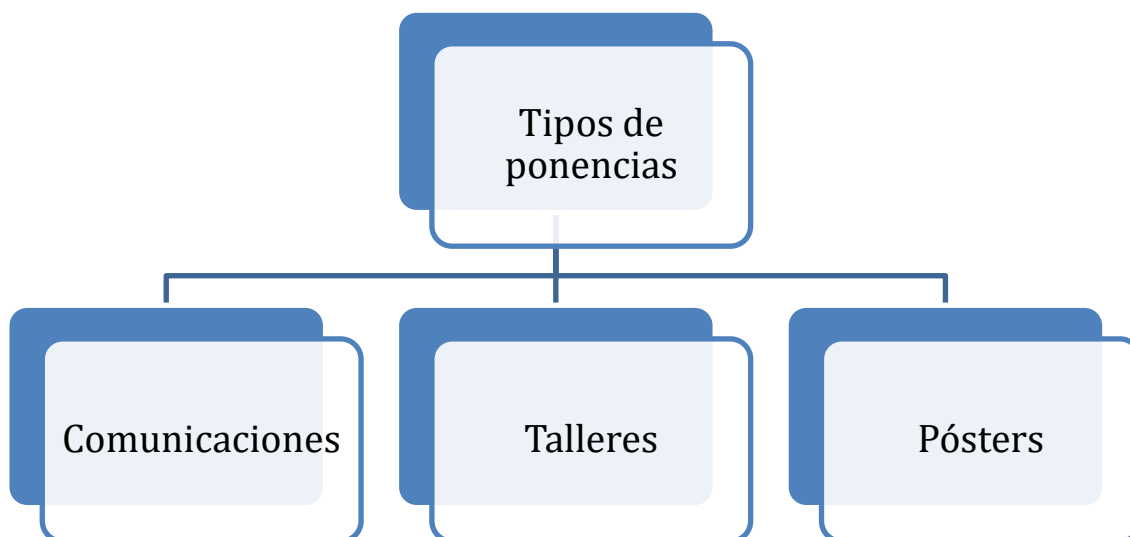 Tipos de
ponencias
Comunicaciones
Talleres
Pósters